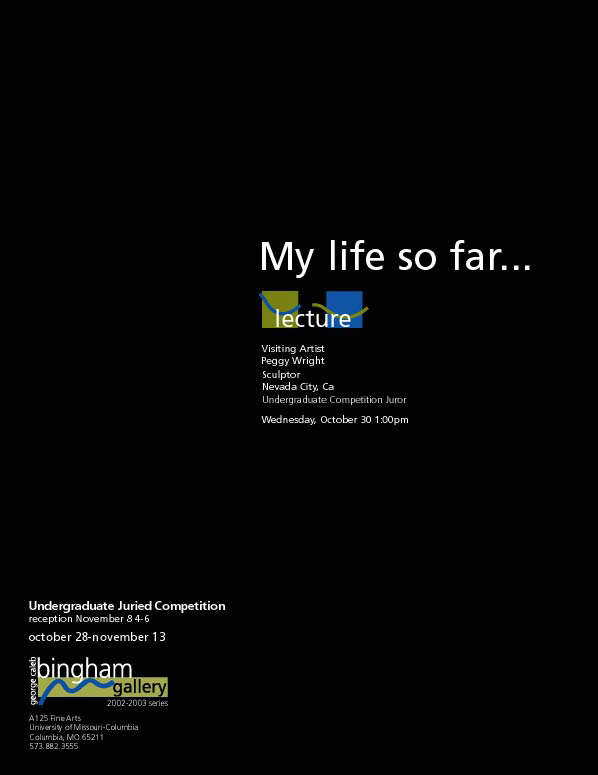 My life so far...
lecture
Visiting Artist
Peggy Wright
Sculptor
Nevada City, Ca
Undergraduate Competition Juror
Wednesday, October 30 1:00pm
Undergraduate Juried Competition
reception November 8 4-6
october 28-november 13
george caleb
bingham
gallery
2002-2003 series
A125 Fine Arts
University of Missouri-Columbia
Columbia, MO 65211
573.882.3555